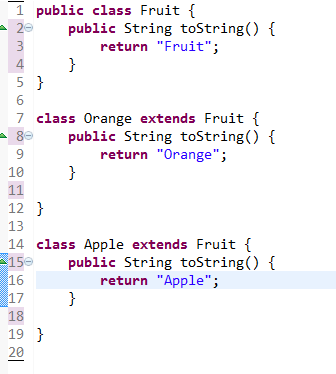 1 public class Fruit {
2 public String toString() {
3 return "Fruit";
4 }
5 }
6
7 class Orange extends Fruit {
8 public String toString() {
9 return "Orange";
10 }
11
12 }
13
14 class Apple extends Fruit {
15 public String toString() {
16 return "Apple";
17 }
18
19 }
20